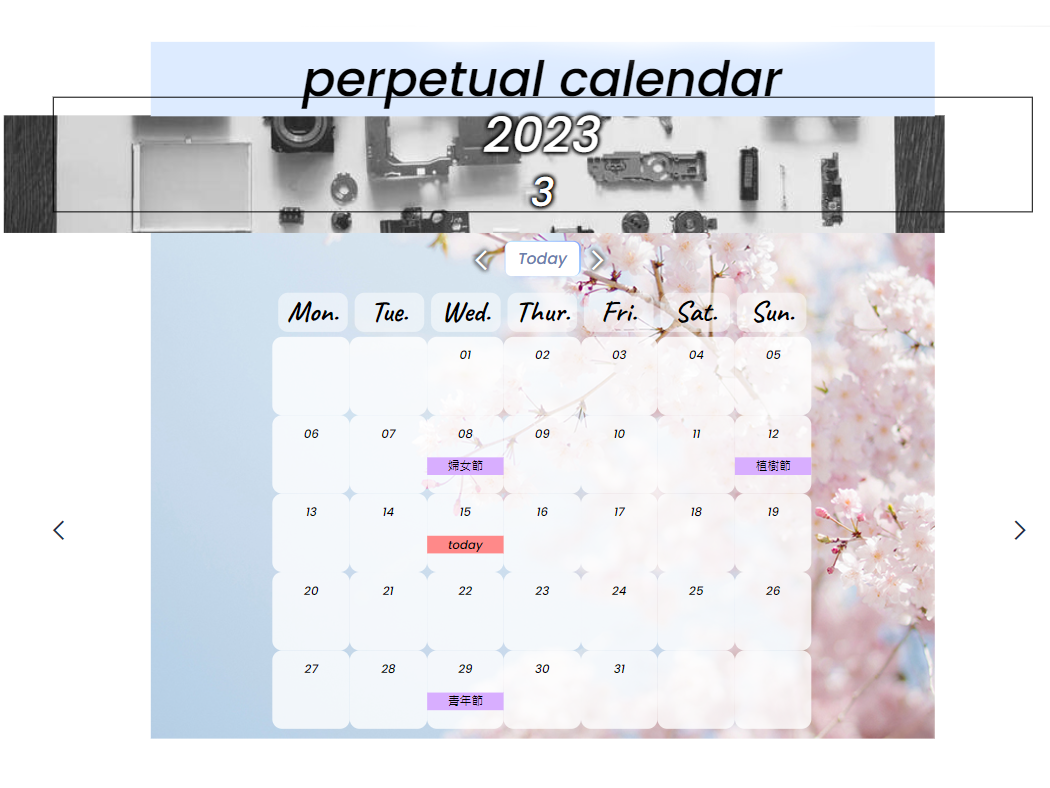 perpetual calendar
2023
3
Today
Mon. Tue. Wed. Thur. Fri. Sat. Sun.
01 02 03 04 05
06 07 08 09 10 11 12
婦女節 植樹節
13 14 15 16 17 18 19
today
20 21 22 23 24 25 26
27 28 29 30 31
青年節